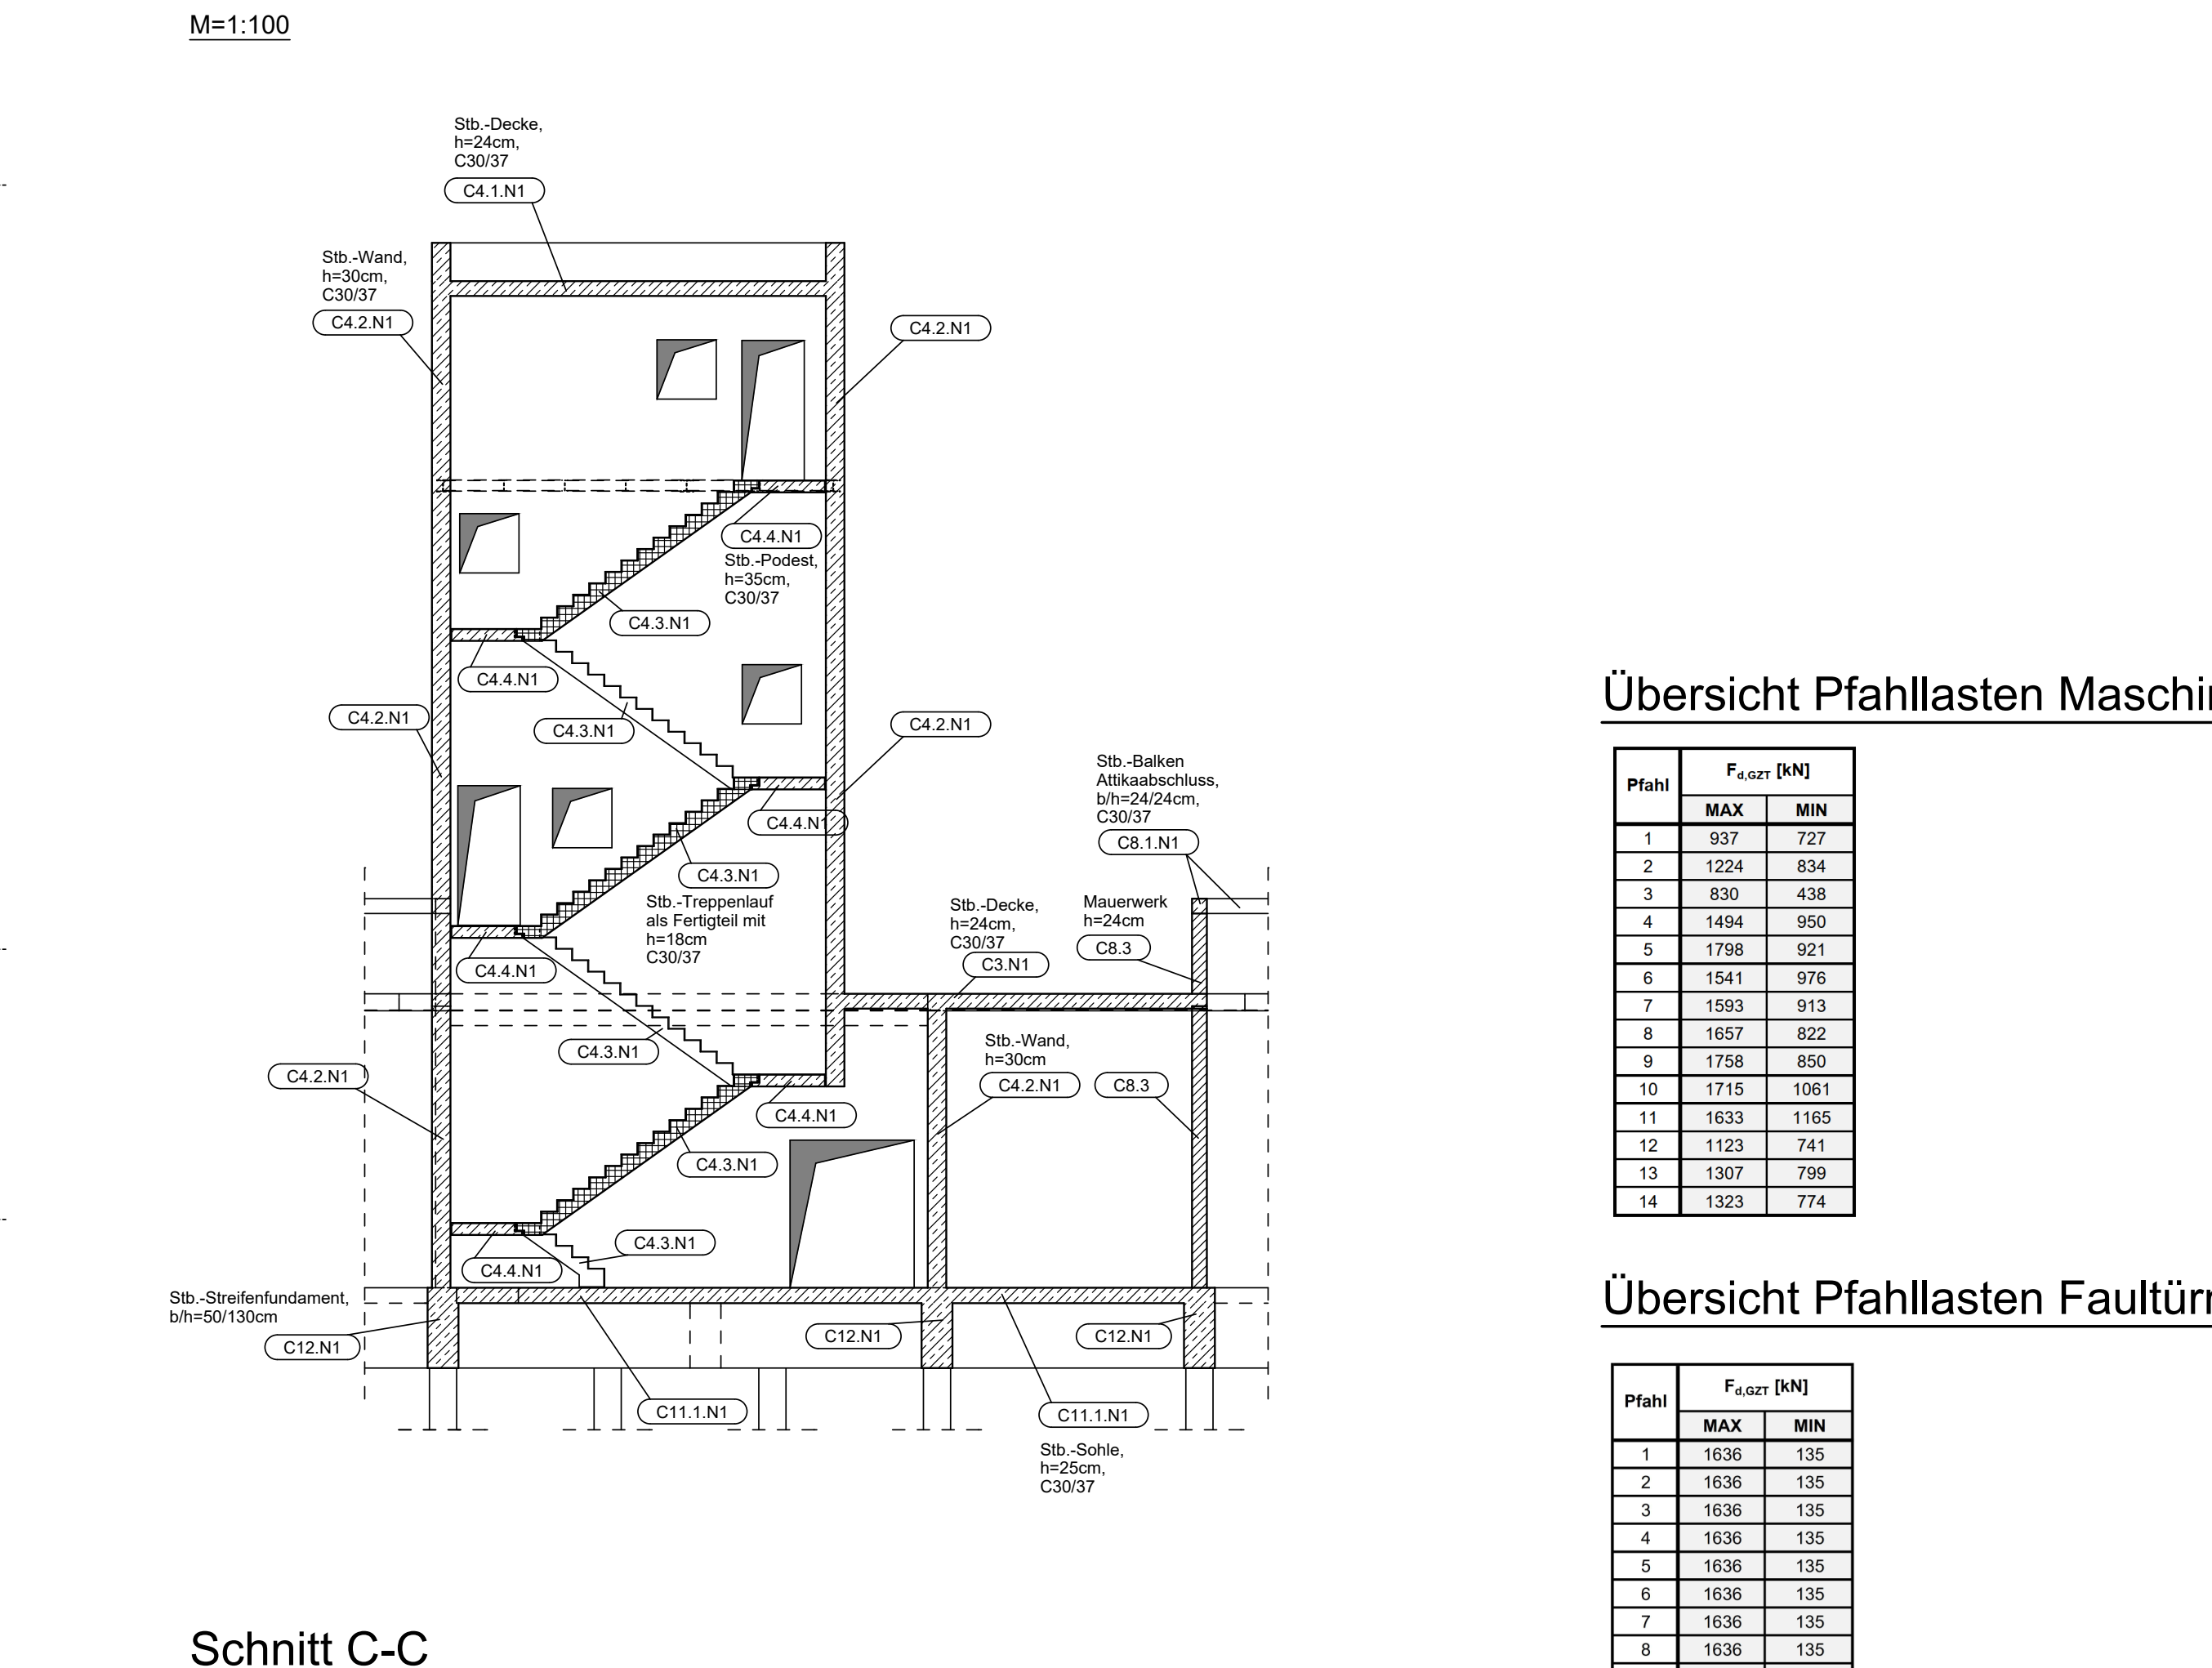 M=1:100
Stb.-Decke,
h=24cm,
C30/37
C4.1.N1
Stb.-Wand,
h=30cm,
C30/37
C4.2.N1
C4.2.N1
C4.4.N1
Stb.-Podest,
h=35cm,
C30/37
C4.3.N1
C4.4.N1
C4.2.N1
C4.3.N1
C4.2.N1
Stb.-Balken
Attikaabschluss,
b/h=24/24cm,
C30/37
C8.1.N1
C4.4.N1
C4.3.N1
Stb.-Treppenlauf
als Fertigteil mit
h=18cm
C30/37
Stb.-Decke,
h=24cm,
C30/37
C3.N1
Mauerwerk
h=24cm
C8.3
C4.4.N1
C4.3.N1
Stb.-Wand,
h=30cm
C4.2.N1
C8.3
C4.2.N1
C4.4.N1
C4.3.N1
C4.3.N1
C4.4.N1
Stb.-Streifenfundament,
b/h=50/130cm
C12.N1
C12.N1
C12.N1
C11.1.N1
C11.1.N1
Stb.-Sohle,
h=25cm,
C30/37
Schnitt C-C
Übersicht Pfahllasten Maschin
Pfahl Fd,GZT [kN]
MAX MIN
1 937 727
2 1224 834
3 830 438
4 1494 950
5 1798 921
6 1541 976
7 1593 913
8 1657 822
9 1758 850
10 1715 1061
11 1633 1165
12 1123 741
13 1307 799
14 1323 774
Übersicht Pfahllasten Faultürm
Pfahl Fd,GZT [kN]
MAX MIN
1 1636 135
2 1636 135
3 1636 135
4 1636 135
5 1636 135
6 1636 135
7 1636 135
8 1636 135